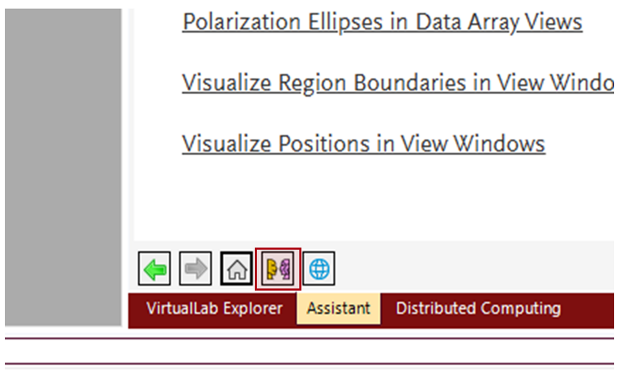 Polarization Ellipses in Data Array Views
Visualize Region Boundaries in View Windo
Visualize Positions in View Windows
VirtualLab Explorer Assistant Distributed Computing